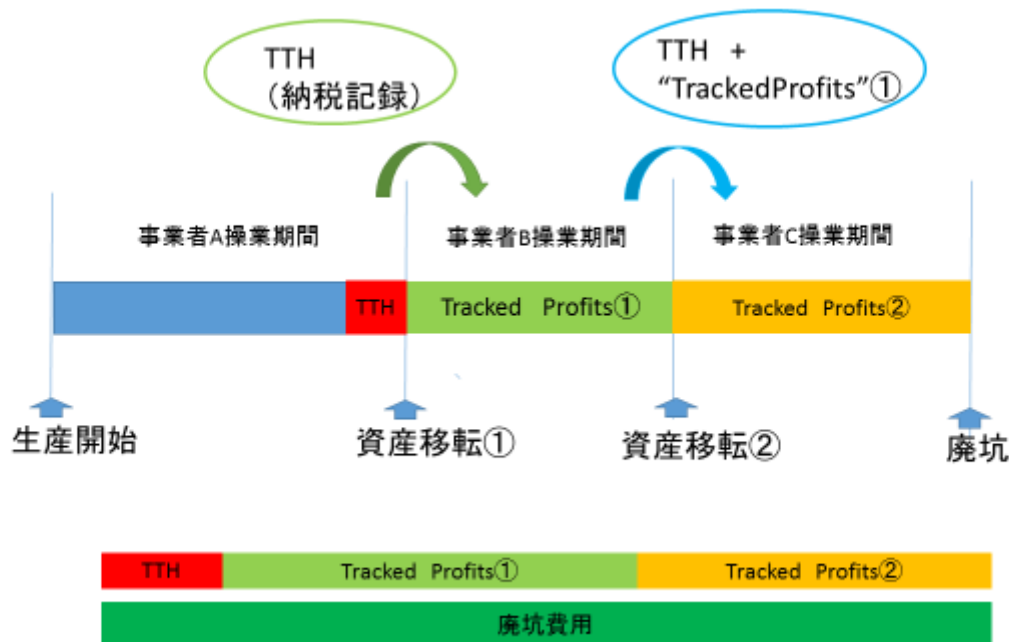 TTH
（納税記録）
TTH +
“TrackedProfits”①
事業者A操業期間
事業者B操業期間
事業者C操業期間
TTH
Tracked Profits①
Tracked Profits②
生産開始
資産移転①
資産移転②
廃坑
TTH
Tracked Profits①
Tracked Profits②
廃坑費用